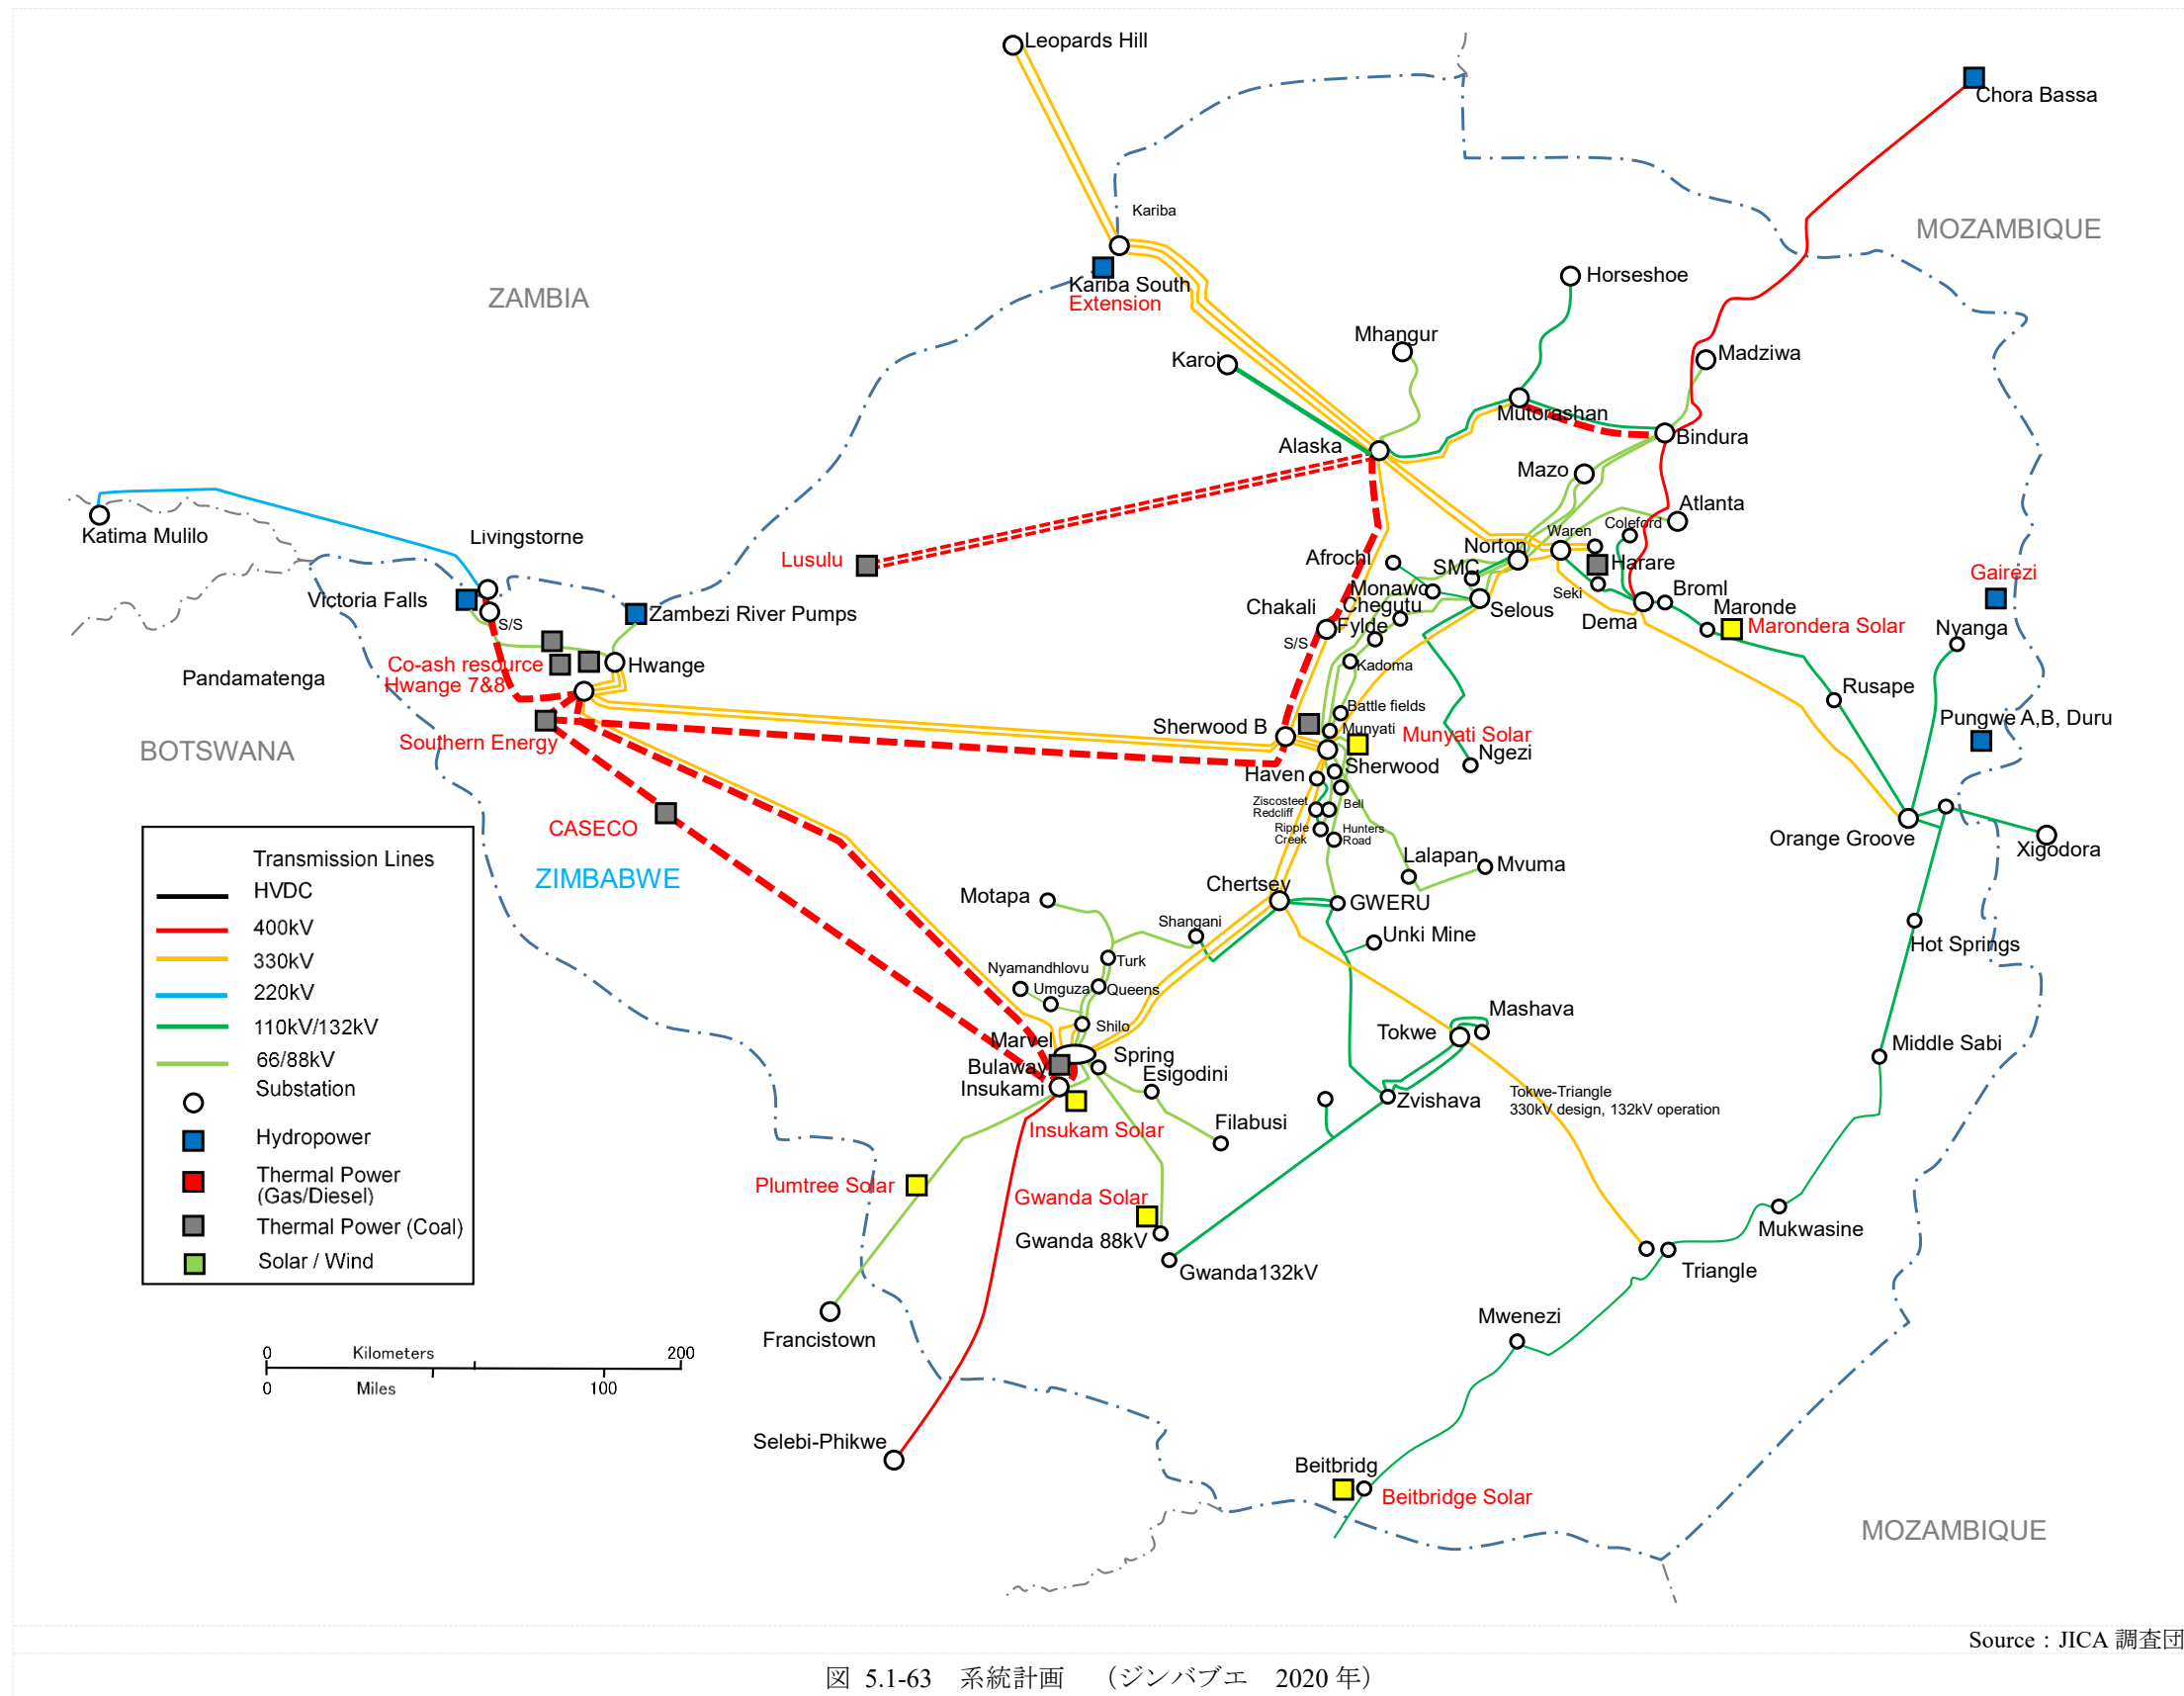 Leopards Hill
Chora Bassa
Kariba
MOZAMBIQUE
Kariba South
Extension
ZAMBIA
Horseshoe
Mhangur
Karoi
Madziwa
Mutorashan
Bindura
Alaska
Mazo
Atlanta
Katima Mulilo
Livingstorne
Lusulu
Afrochl
Norton
Waren
Coleford
SMC
Harare
Monawo
Chegutu
Selous
Seki
Broml
Gairezi
Victoria Falls
S/S
Zambezi River Pumps
Chakali
Fylde
S/S
Dema
Maronde
Marondera Solar
Nyanga
Co-ash resource
Hwange 7&8
Hwange
Kadoma
Pandamatenga
Rusape
Battle fields
Southern Energy
BOTSWANA
Sherwood B
Munyati
Munyati Solar
Ngezi
Pungwe A,B, Duru
Haven
Sherwood
Ziscosteet
Redcliff
Bell
Ripple
Creek
Hunters
Road
CASECO
ZIMBABWE
Orange Groove
Xigodora
Lalapan
Mvuma
Motapa
Chertsey
GWERU
Shangani
Unki Mine
Hot Springs
Turk
Nyamandhlovu
Umguza
Queens
Shilo
Mashava
Tokwe
Marvel
Bulaway
Insukami
Spring
Esigodini
Middle Sabi
Zvishava
Tokwe-Triangle
330kV design, 132kV operation
Filabusi
Insukam Solar
Plumtree Solar
Gwanda Solar
Gwanda 88kV
Gwanda132kV
Mukwasine
Triangle
Mwenezi
Francistown
Selebi-Phikwe
Beitbridg
Beitbridge Solar
MOZAMBIQUE
Transmission Lines
HVDC
400kV
330kV
220kV
110kV/132kV
66/88kV
Substation
Hydropower
Thermal Power
(Gas/Diesel)
Thermal Power (Coal)
Solar / Wind
0 Kilometers 200
0 Miles 100
Source : JICA 調査団
図 5.1-63 系統計画 （ジンバブエ 2020 年）